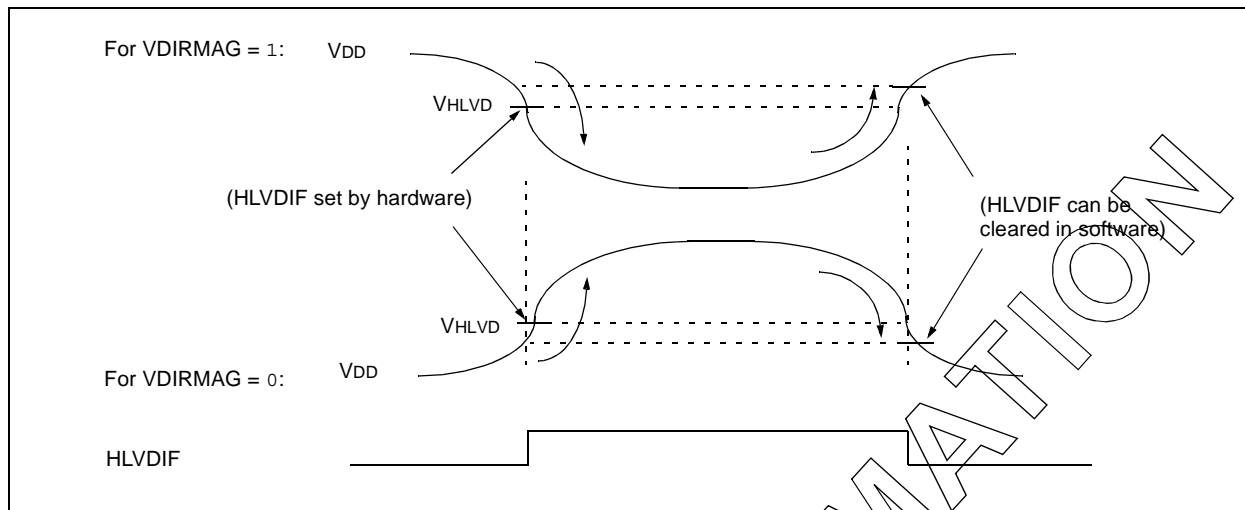 For VDIRMAG = 1: VDD
VHLVD
(HLVDIF set by hardware)
(HLVDIF can be
cleared in software)
VHLVD
For VDIRMAG = 0: VDD
HLVDIF
MATION